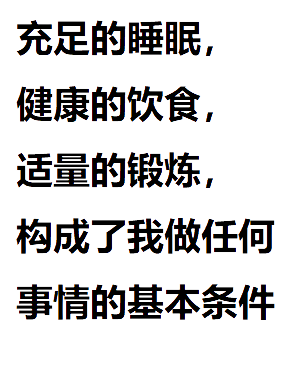 充足的睡眠，
健康的饮食，
适量的锻炼，
构成了我做任何
事情的基本条件